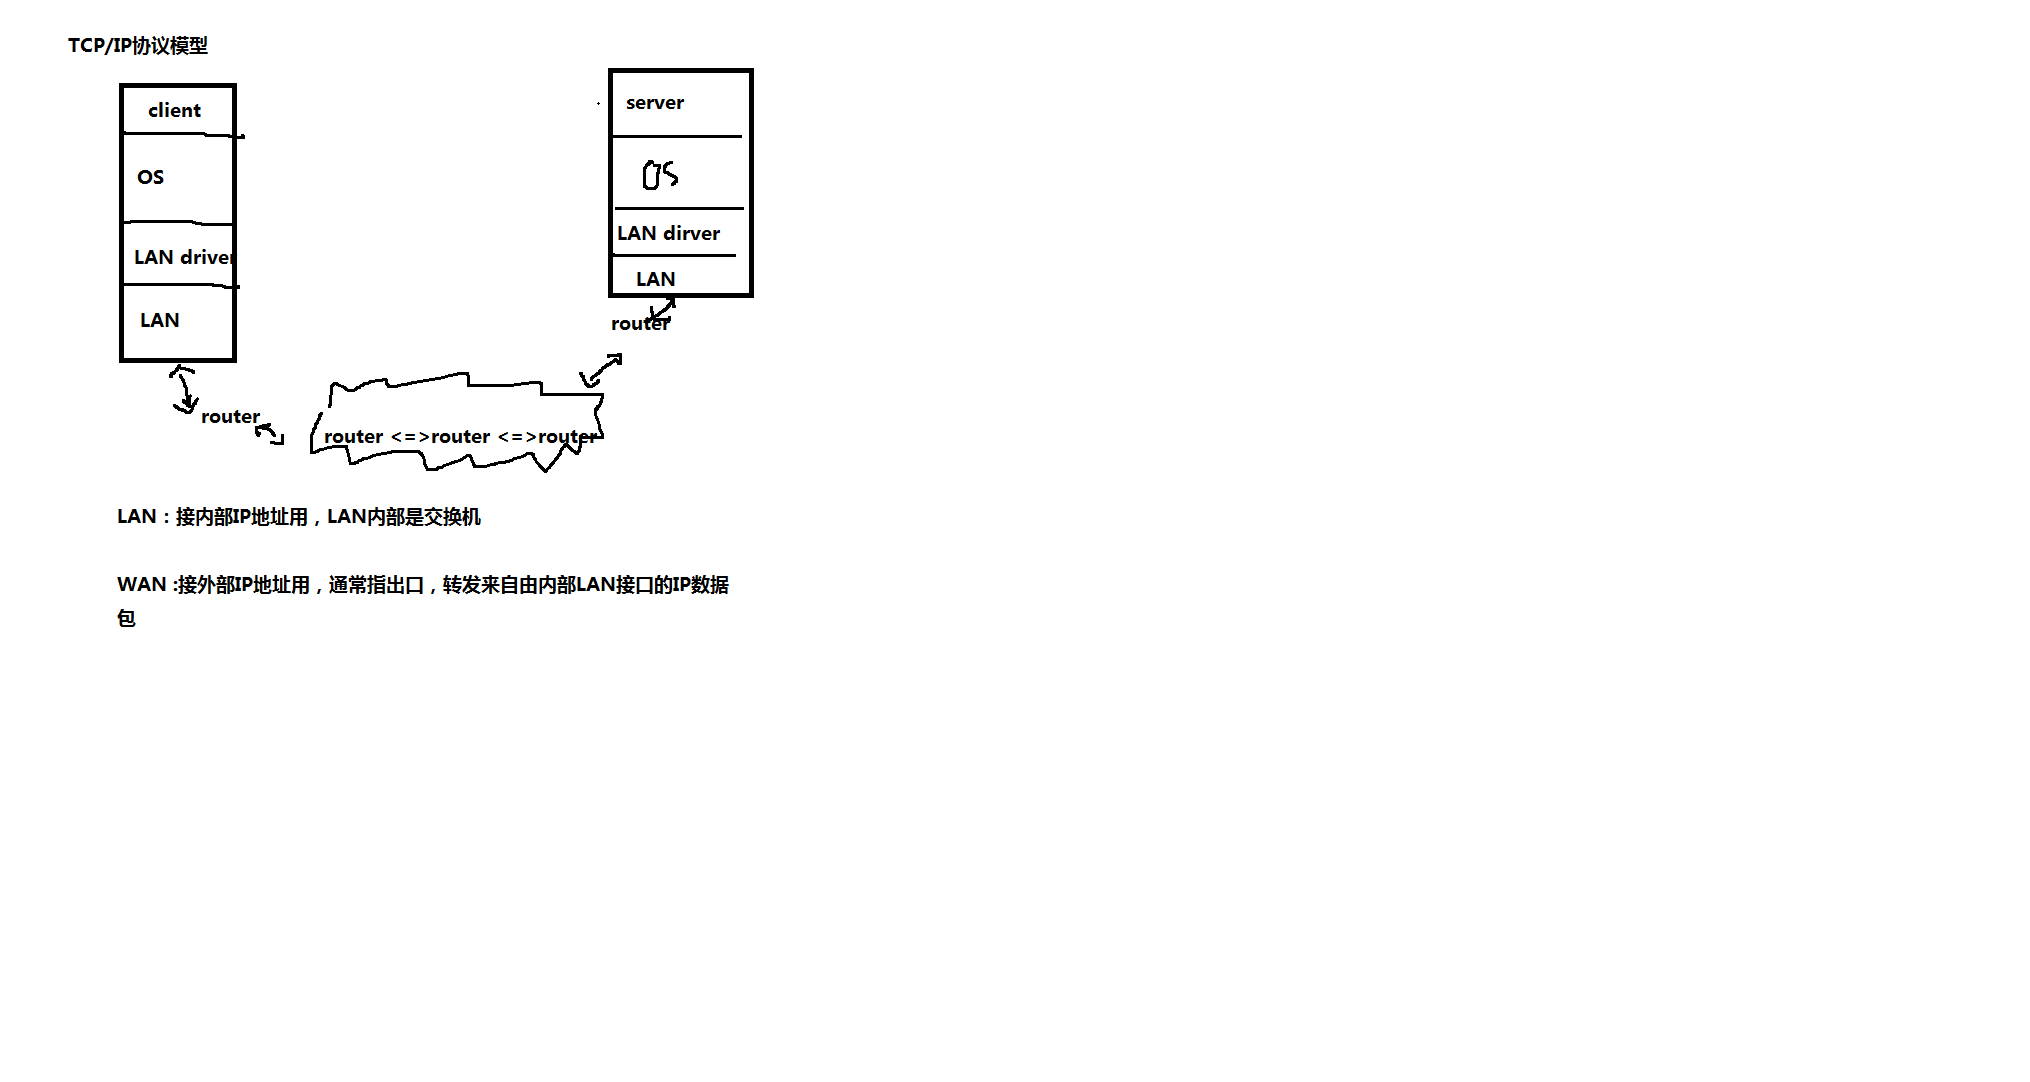 TCP/IP协议模型
client
OS
LAN driver
LAN
server
OS
LAN dirver
LAN
router
router
router <=>router <=>router
LAN：接内部IP地址用，LAN内部是交换机
WAN :接外部IP地址用，通常指出口，转发来自由内部LAN接口的IP数据
包